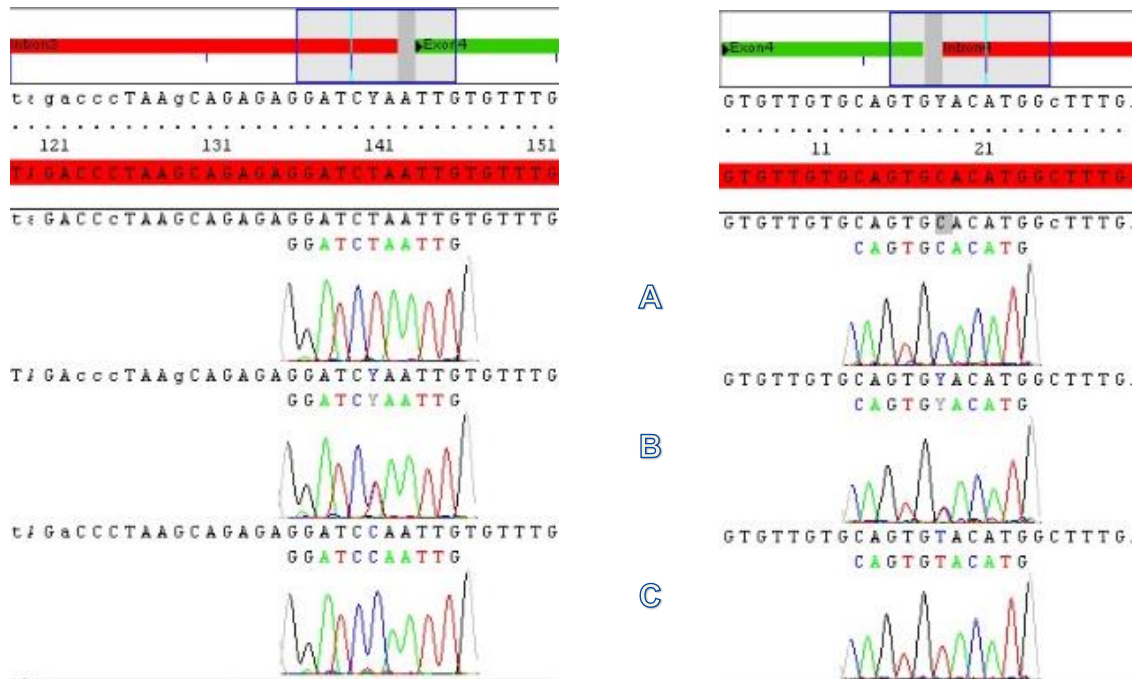 Intron3 Exon4
gacccTAAgCAGAGAGGATCYAATTGTGTTTG
121 131 141 151
GACCCTAAGCAGAGAGGATCTAATTGTGTTTG
GACCcTAAGCAGAGAGGATCTAATTGTGTTTG
GGATCTAATTG
GAcccTAAgCAGAGAGGATCYAATTGTGTTTG
GGATCYAATTG
GaCCCTAAGCAGAGAGGATCCAATTGTGTTTG
GGATCCAATTG
A
B
C
Exon4 Intron4
GTGTTGTGCAGTGYACATGGcTTTG
11 21
GTGTTGTGCAGTGCACATGGCTTTG
GTGTTGTGCAGTGCACATGGcTTTG
CAGTGCACATG
GTGTTGTGCAGTGYACATGGCTTTG
CAGTGYACATG
GTGTTGTGCAGTGTACATGGCTTTG
CAGTGTACATG